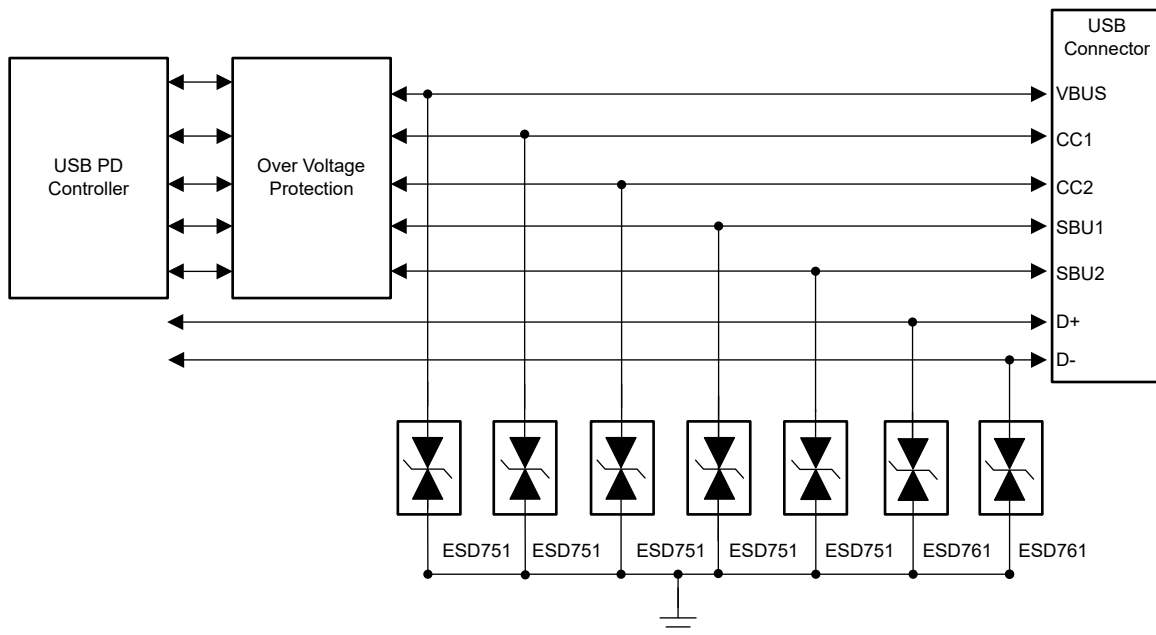 USB
Connector
USB PD
Controller
Over Voltage
Protection
VBUS
CC1
CC2
SBU1
SBU2
D+
D-
ESD751
ESD751
ESD751
ESD751
ESD751
ESD761
ESD761